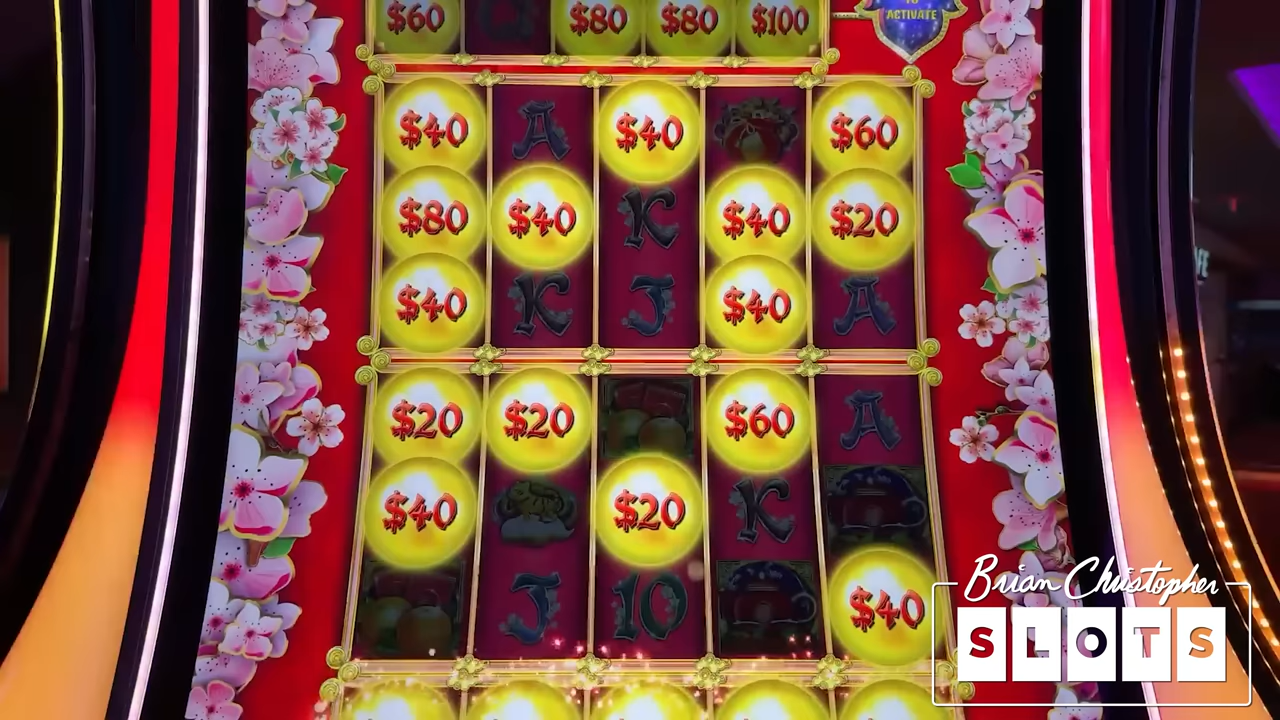 TO
ACTIVATE
$60 $80 $80 $100
$40 A $40 $60
$80 $40 K $40 $20
$40 K J $40 A
$20 $20 $60 A
$40 $20 K
J 10 $40
Brian Christopher
SLOTS